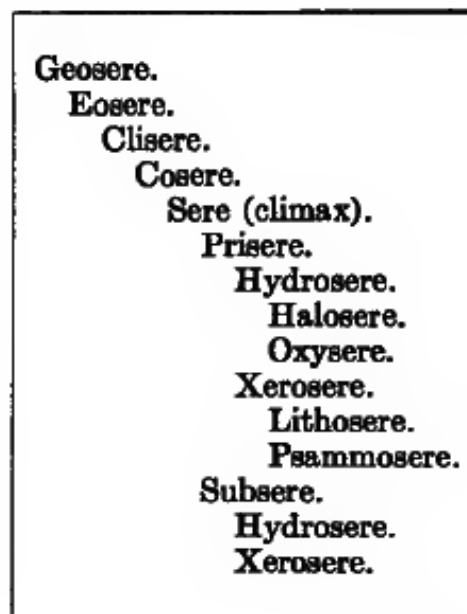 Geosere.
Eosere.
Clisere.
Cosere.
Sere (climax).
Prisere.
Hydrosere.
Halosere.
Oxysere.
Xerosere.
Lithosere.
Psammosere.
Subsere.
Hydrosere.
Xerosere.